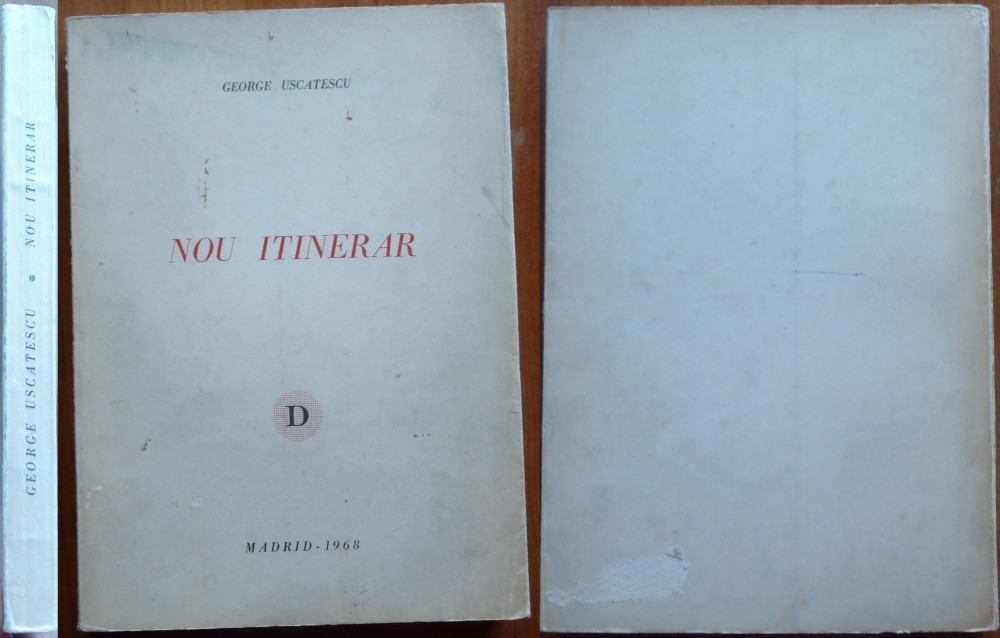 GEORGE USCATESCU * NOU ITINERAR
GEORGE USCATESCU
NOU ITINERAR
D
MADRID - 1968